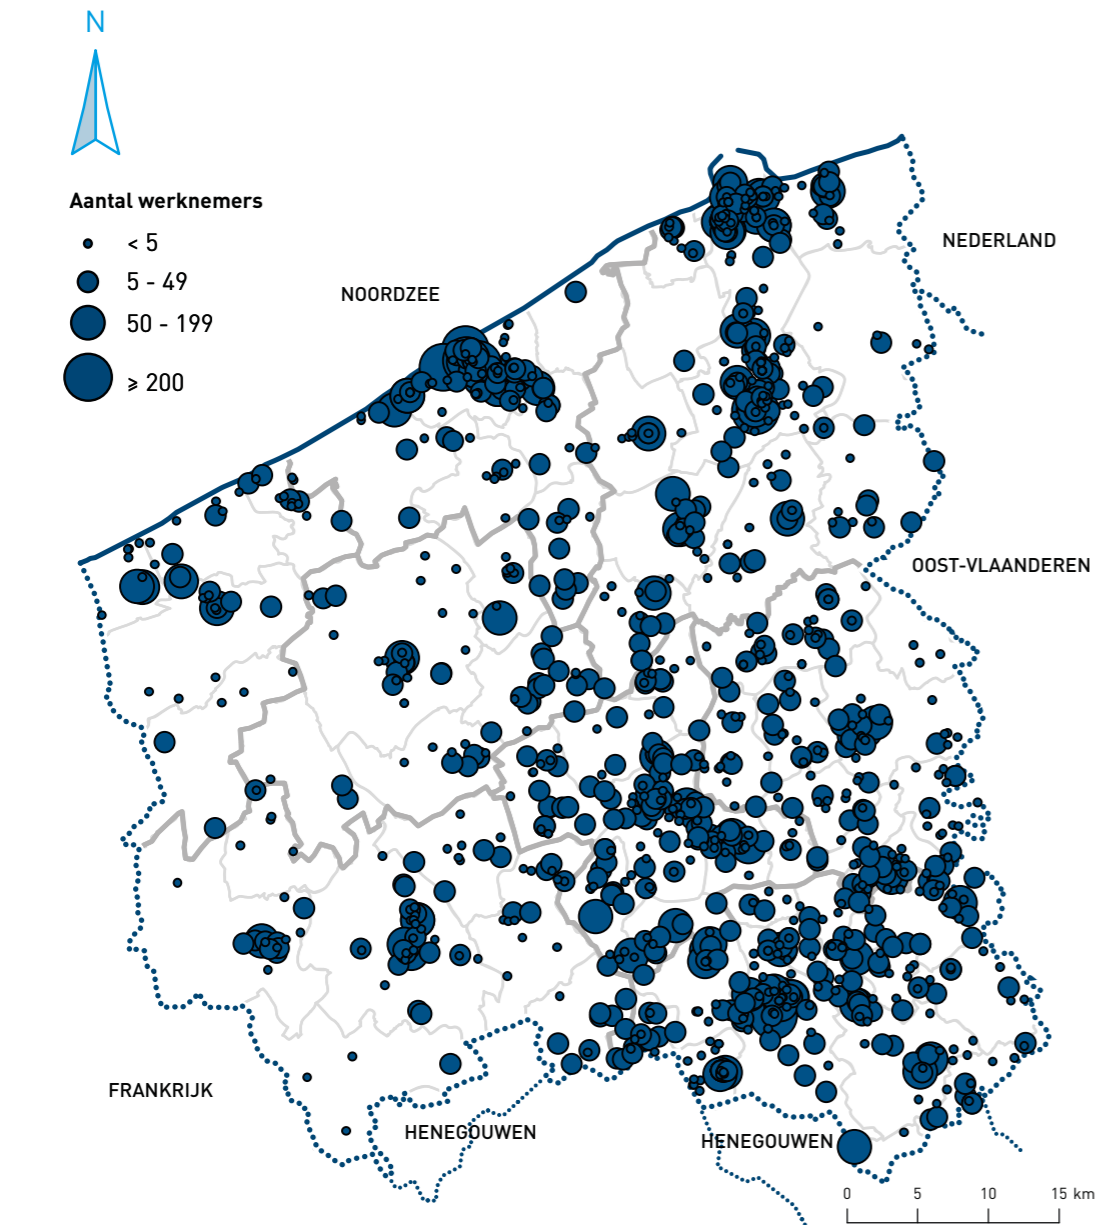 N
Aantal werknemers
< 5
5 - 49
50 - 199
⩾ 200
NOORDZEE
NEDERLAND
OOST-VLAANDEREN
FRANKRIJK
HENEGOUWEN
HENEGOUWEN
0 5 10 15 km